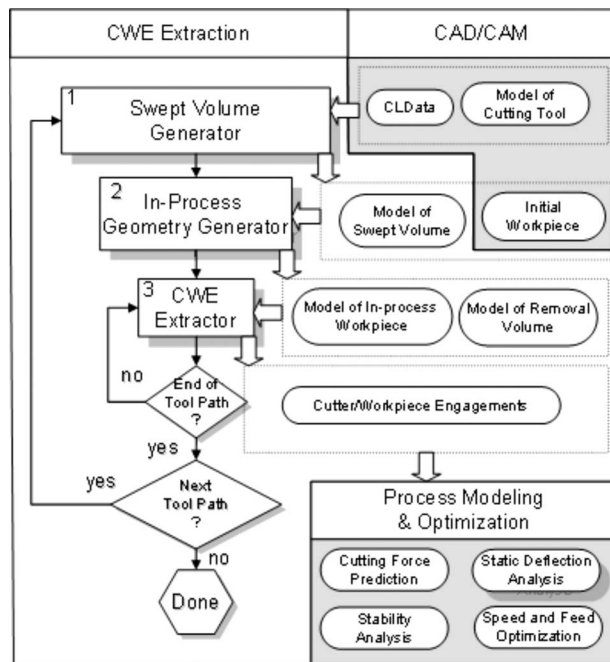 CWE Extraction
CAD/CAM
1
Swept Volume
Generator
CLData
Model of
Cutting Tool
2
In-Process
Geometry Generator
Model of
Swept Volume
Initial
Workpiece
3
CWE
Extractor
Model of In-process
Workpiece
Model of Removal
Volume
no
End of
Tool Path
?
Cutter/Workpiece Engagements
yes
yes
Next
Tool Path
?
no
Done
Process Modeling
& Optimization
Cutting Force
Prediction
Static Deflection
Analysis
Stability
Analysis
Speed and Feed
Optimization